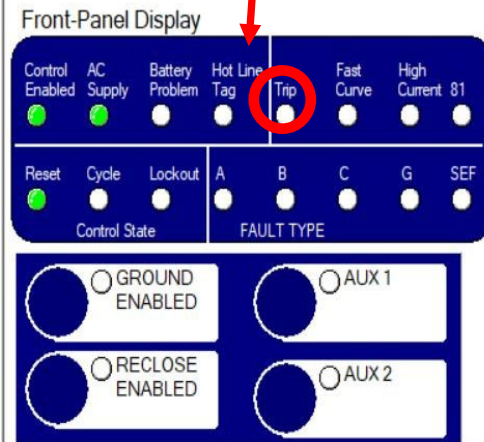 Front-Panel Display
Control Enabled
AC Supply
Battery Problem
Hot Line Tag
Trip
Fast Curve
High Current
81
Reset
Cycle
Lockout
A
B
C
G
SEF
Control State
FAULT TYPE
GROUND ENABLED
AUX 1
RECLOSE ENABLED
AUX 2